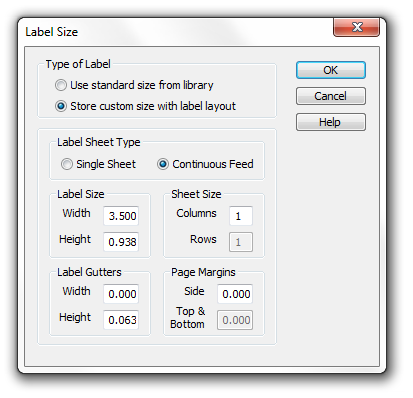 Label Size
Type of Label
Use standard size from library
Store custom size with label layout
OK
Cancel
Help
Label Sheet Type
Single Sheet
Continuous Feed
Label Size
Width 3.500
Height 0.938
Sheet Size
Columns 1
Rows 1
Label Gutters
Width 0.000
Height 0.063
Page Margins
Side 0.000
Top &
Bottom 0.000